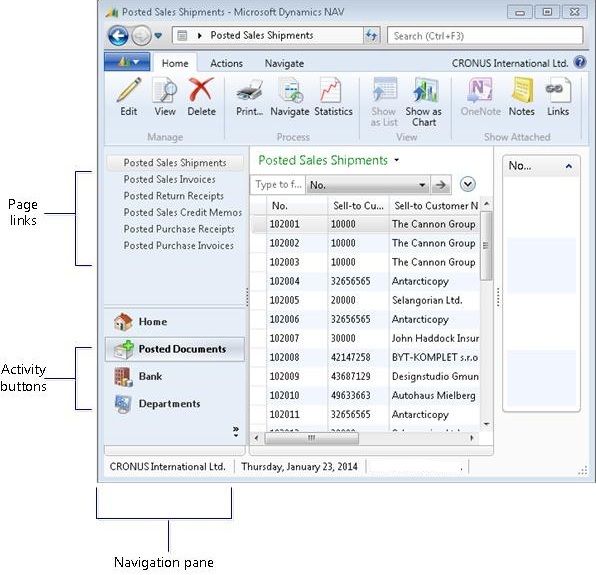 Posted Sales Shipments - Microsoft Dynamics NAV
Posted Sales Shipments
Search (Ctrl+F3)
Home Actions Navigate CRONUS International Ltd.
Edit View Delete Print... Navigate Statistics Show as List Show as Chart OneNote Notes Links
Manage Process View Show Attached
Page links
Posted Sales Shipments
Posted Sales Invoices
Posted Return Receipts
Posted Sales Credit Memos
Posted Purchase Receipts
Posted Purchase Invoices
Activity buttons
Home
Posted Documents
Bank
Departments
Posted Sales Shipments
Type to f... No.
No. Sell-to Cu... Sell-to Customer N
102001 10000 The Cannon Group
102002 10000 The Cannon Group
102003 10000 The Cannon Group
102004 32656565 Antarcticopy
102005 20000 Selangorian Ltd.
102006 32656565 Antarcticopy
102007 30000 John Haddock Insur
102008 42147258 BYT-KOMPLET s.r.o
102009 43687129 Designstudio Gmun
102010 49633663 Autohaus Mielberg
102011 32656565 Antarcticopy
No...
CRONUS International Ltd. Thursday, January 23, 2014
Navigation pane